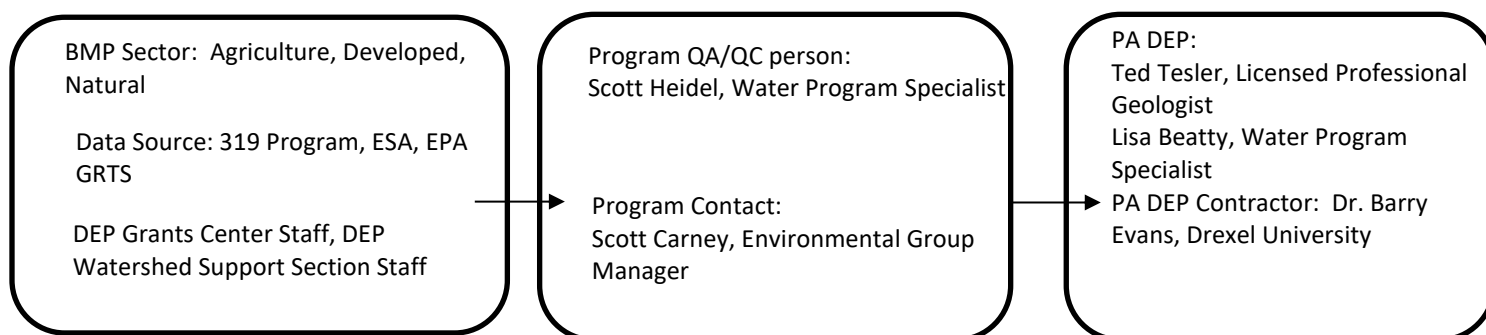 BMP Sector:  Agriculture, Developed,
Natural
Data Source: 319 Program, ESA, EPA
GRTS
DEP Grants Center Staff, DEP
Watershed Support Section Staff
Program QA/QC person:
Scott Heidel, Water Program Specialist
Program Contact:
Scott Carney, Environmental Group
Manager
PA DEP:
Ted Tesler, Licensed Professional
Geologist
Lisa Beatty, Water Program
Specialist
PA DEP Contractor:  Dr. Barry
Evans, Drexel University